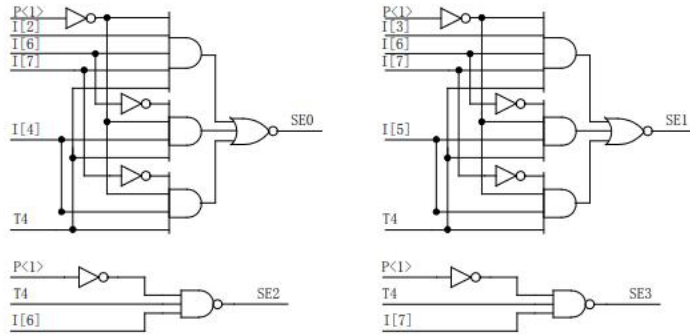 P<1>
I[2]
I[6]
I[7]
I[4]
T4
SE0
P<1>
I[3]
I[6]
I[7]
I[5]
T4
SE1
P<1>
T4
I[6]
SE2
P<1>
T4
I[7]
SE3